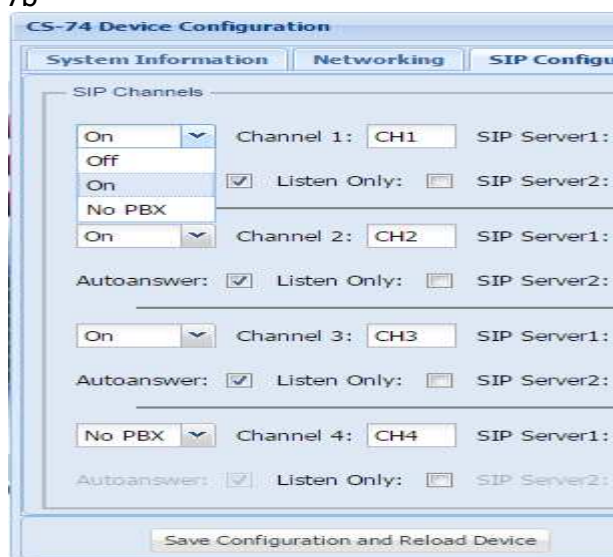 7b
CS-74 Device Configuration
System Information Networking SIP Configu
SIP Channels
On Channel 1: CH1 SIP Server1:
Off
On Listen Only: SIP Server2:
No PBX
On Channel 2: CH2 SIP Server1:
Autoanswer: Listen Only: SIP Server2:
On Channel 3: CH3 SIP Server1:
Autoanswer: Listen Only: SIP Server2:
No PBX Channel 4: CH4 SIP Server1:
Autoanswer: Listen Only: SIP Server2:
Save Configuration and Reload Device